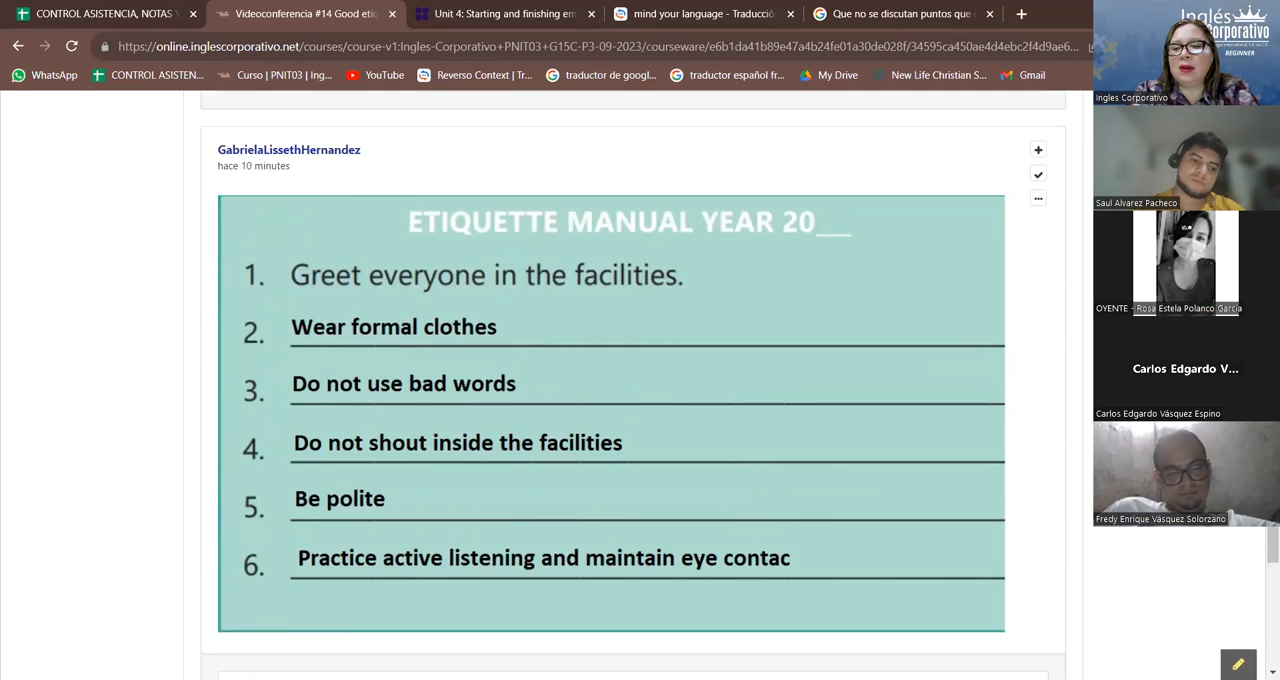 CONTROL ASISTENCIA, NOTAS
Videoconferencia #14 Good etiq
Unit 4: Starting and finishing em
mind your language - Traducció
Que no se discutan puntos que
https://online.inglescorporativo.net/courses/course-v1:Ingles-Corporativo+PNIT03+G15C-P3-09-2023/courseware/e6b1da41b89e47a4b24fe01a30de028f/34595ca450ae4d4ebc2f4d9ae6...
WhatsApp
CONTROL ASISTEN...
Curso | PNIT03 | Ing...
YouTube
Reverso Context | Tr...
traductor de googl...
traductor español fr...
My Drive
New Life Christian S...
Gmail
GabrielaLissethHernandez
hace 10 minutes
ETIQUETTE MANUAL YEAR 20___
1. Greet everyone in the facilities.
2. Wear formal clothes
3. Do not use bad words
4. Do not shout inside the facilities
5. Be polite
6. Practice active listening and maintain eye contac
Inglés
Corporativo
BEGINNER
Ingles Corporativo
Saul Alvarez Pacheco
OYENTE - Rosa Estela Polanco García
Carlos Edgardo V...
Carlos Edgardo Vásquez Espino
Fredy Enrique Vásquez Solorzano